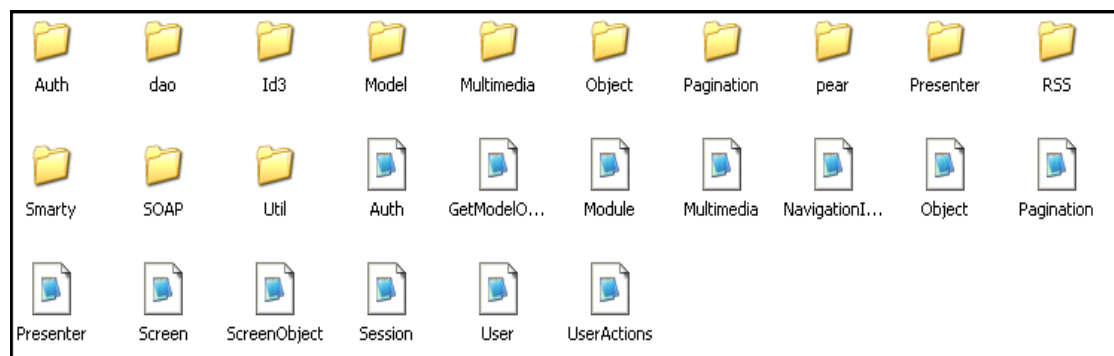 Auth dao Id3 Model Multimedia Object Pagination pear Presenter RSS
Smarty SOAP Util Auth GetModelO... Module Multimedia NavigationI... Object Pagination
Presenter Screen ScreenObject Session User UserActions